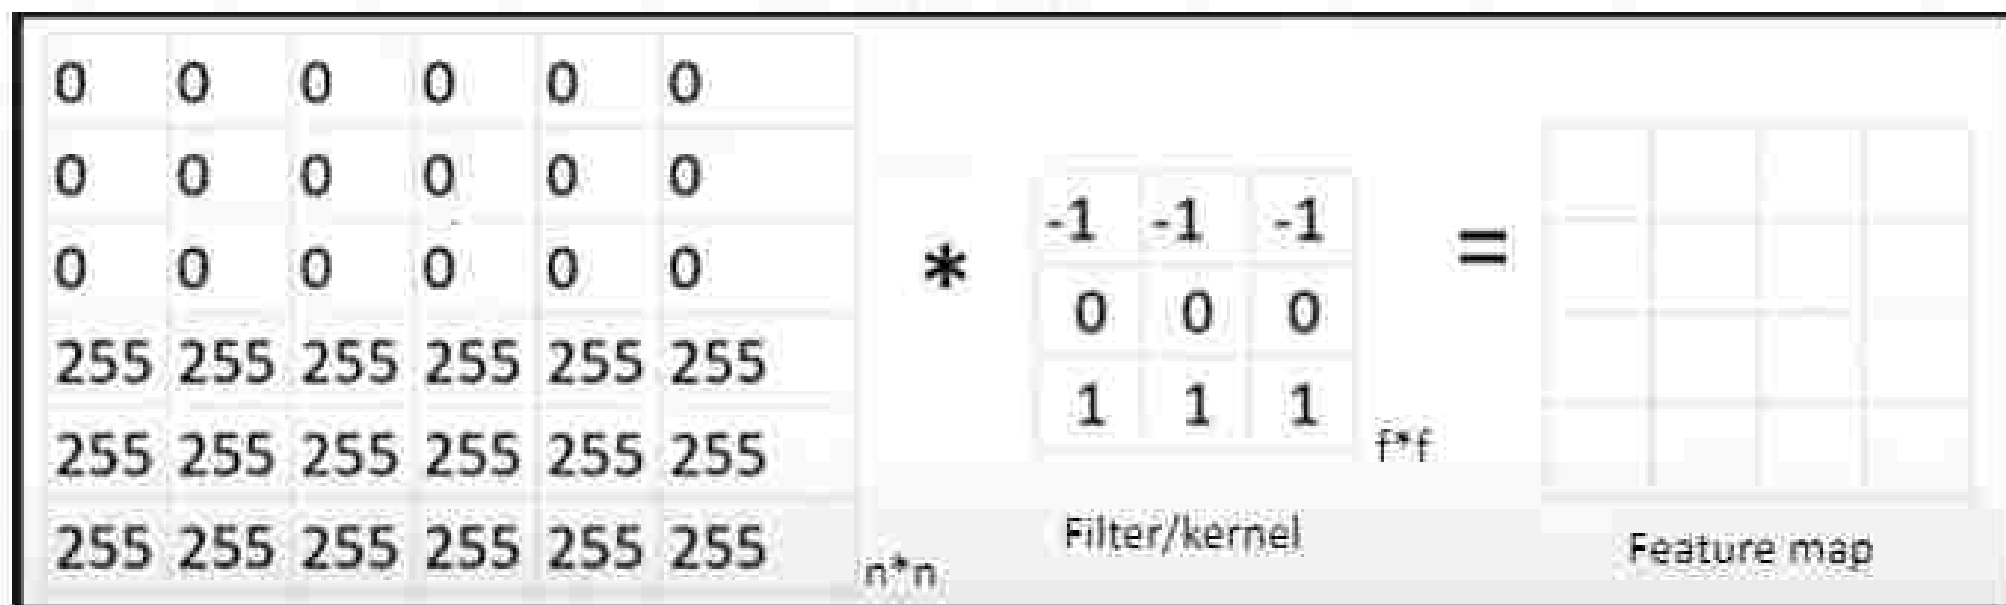 0 0 0 0 0 0
0 0 0 0 0 0
0 0 0 0 0 0
255 255 255 255 255 255
255 255 255 255 255 255
255 255 255 255 255 255
n*n
*
-1 -1 -1
0 0 0
1 1 1
f*f
Filter/kernel
=
Feature map